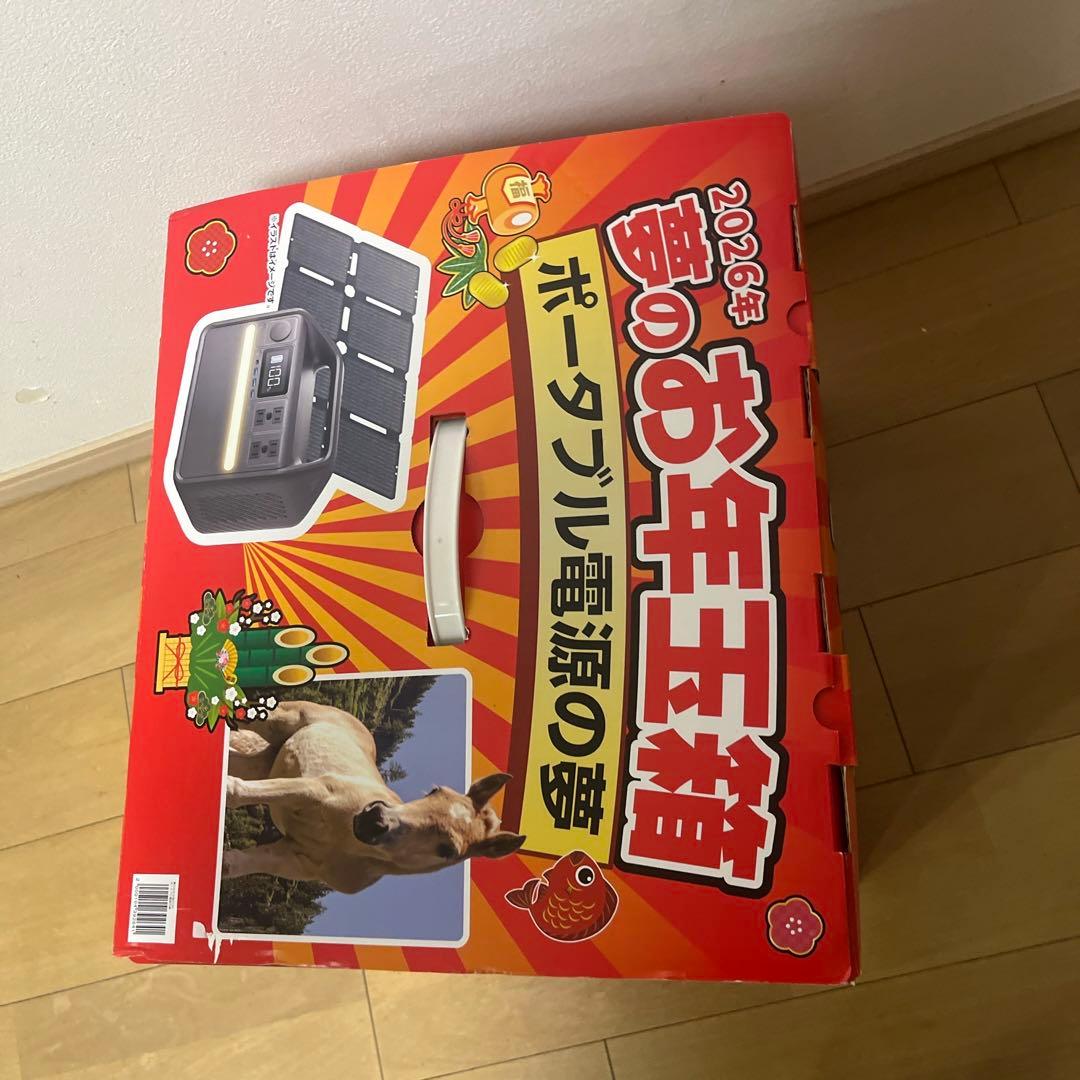 2026年
夢のお年玉箱
福
ポータブル電源の夢
※イラストはイメージです。
100%